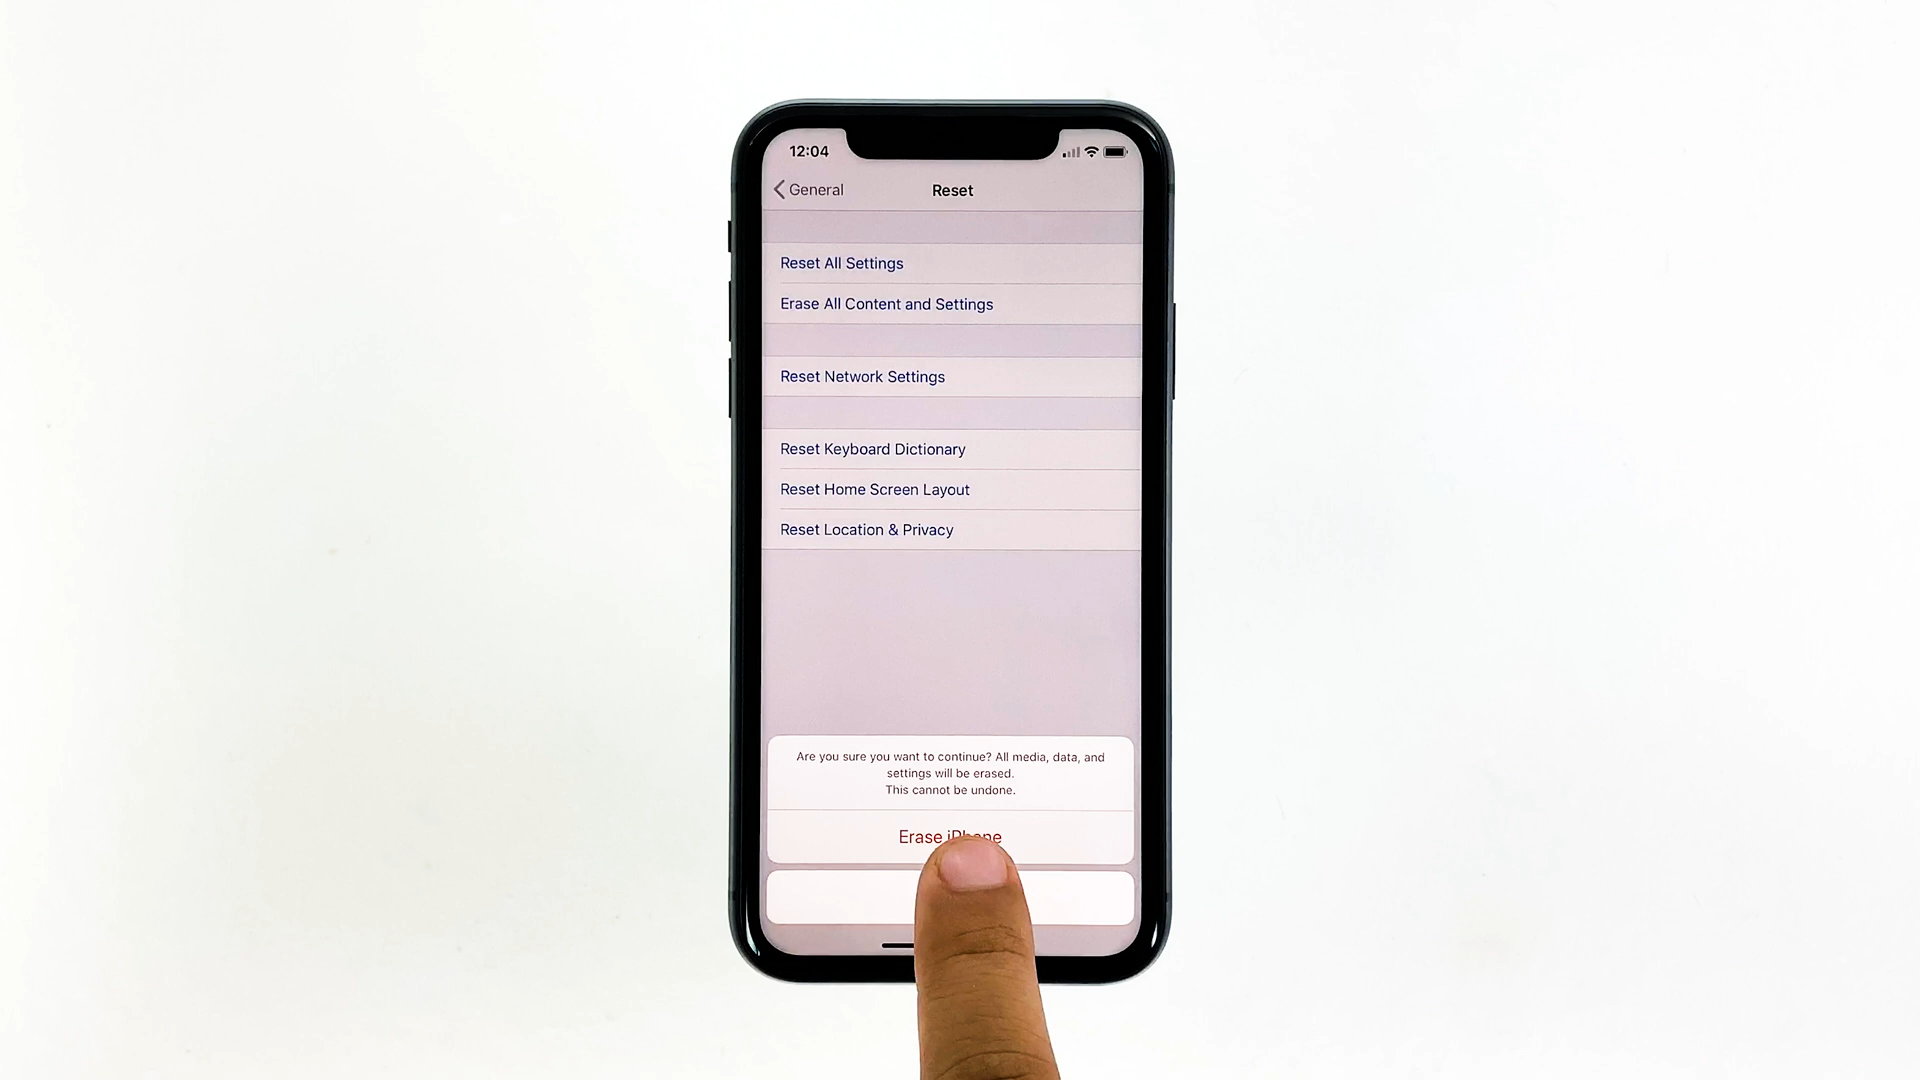 12:04
General
Reset
Reset All Settings
Erase All Content and Settings
Reset Network Settings
Reset Keyboard Dictionary
Reset Home Screen Layout
Reset Location & Privacy
Are you sure you want to continue? All media, data, and
settings will be erased.
This cannot be undone.
Erase iPhone